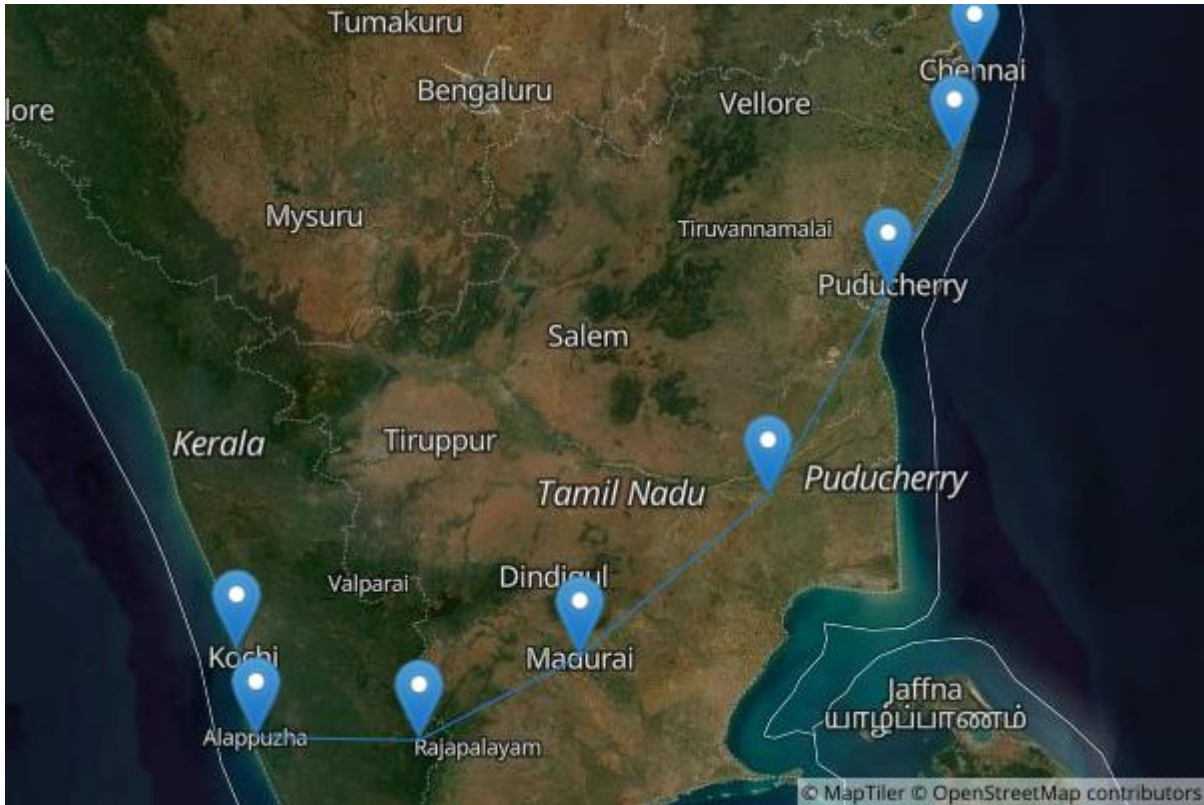 Tumakuru
Chennai
Bengaluru
Vellore
lore
Mysuru
Tiruvannamalai
Puducherry
Salem
Kerala
Tiruppur
Tamil Nadu
Puducherry
Valparai
Dindigul
Kochi
Madurai
Alappuzha
Rajapalayam
Jaffna
யாழ்ப்பாணம்
© MapTiler © OpenStreetMap contributors